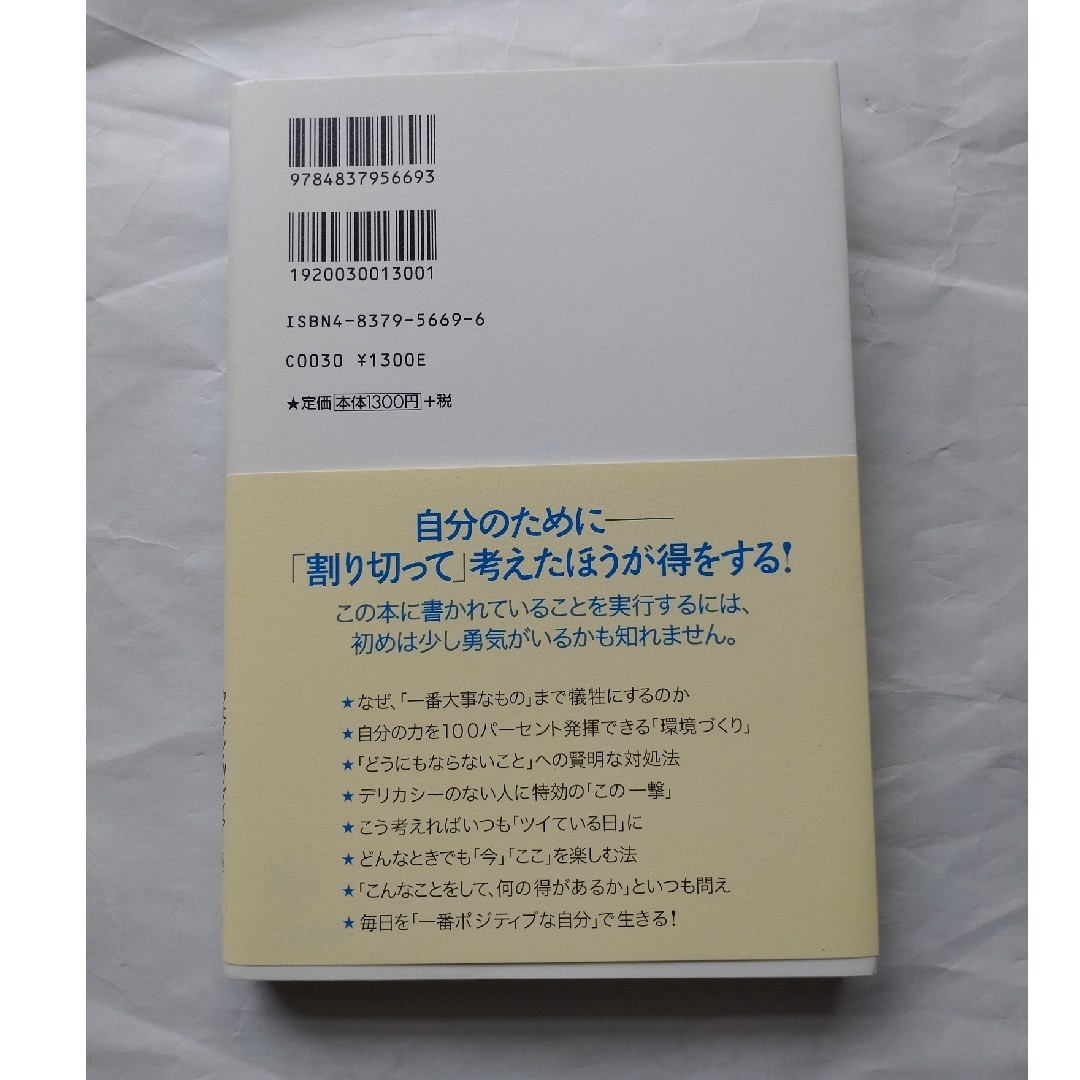 9784837956693
1920030013001
ISBN4-8379-5669-6
C0030 ¥1300E
★定価 本体1300円 +税
自分のために――
「割り切って」考えたほうが得をする!
この本に書かれていることを実行するには、
初めは少し勇気がいるかも知れません。
★なぜ、「一番大事なもの」まで犠牲にするのか
★自分の力を100パーセント発揮できる「環境づくり」
★「どうにもならないこと」への賢明な対処法
★デリカシーのない人に特効の「この一撃」
★こう考えればいつも「ツイている日」に
★どんなときでも「今」「ここ」を楽しむ法
★「こんなことをして、何の得があるか」といつも問え
★毎日を「一番ポジティブな自分」で生きる!